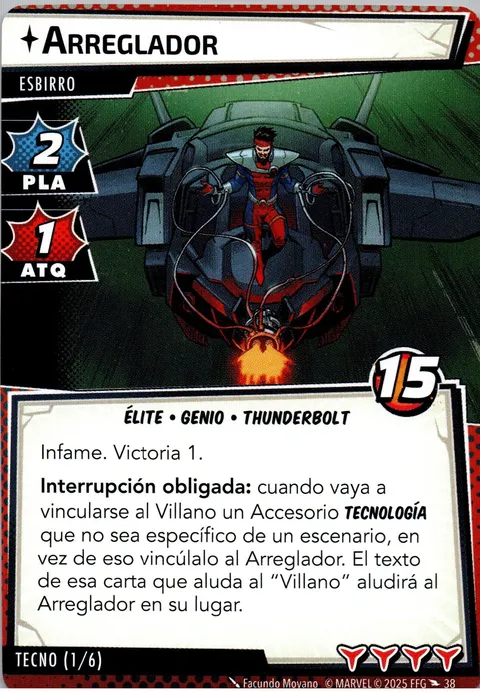 ARREGLADOR
ESBIRRO
2
PLA
1
ATQ
15
ÉLITE • GENIO • THUNDERBOLT
Infame. Victoria 1.
Interrupción obligada: cuando vaya a
vincularse al Villano un Accesorio TECNOLOGÍA
que no sea específico de un escenario, en
vez de eso vincúlalo al Arreglador. El texto
de esa carta que aluda al “Villano” aludirá al
Arreglador en su lugar.
TECNO (1/6)
Facundo Moyano © MARVEL © 2025 FFG 38